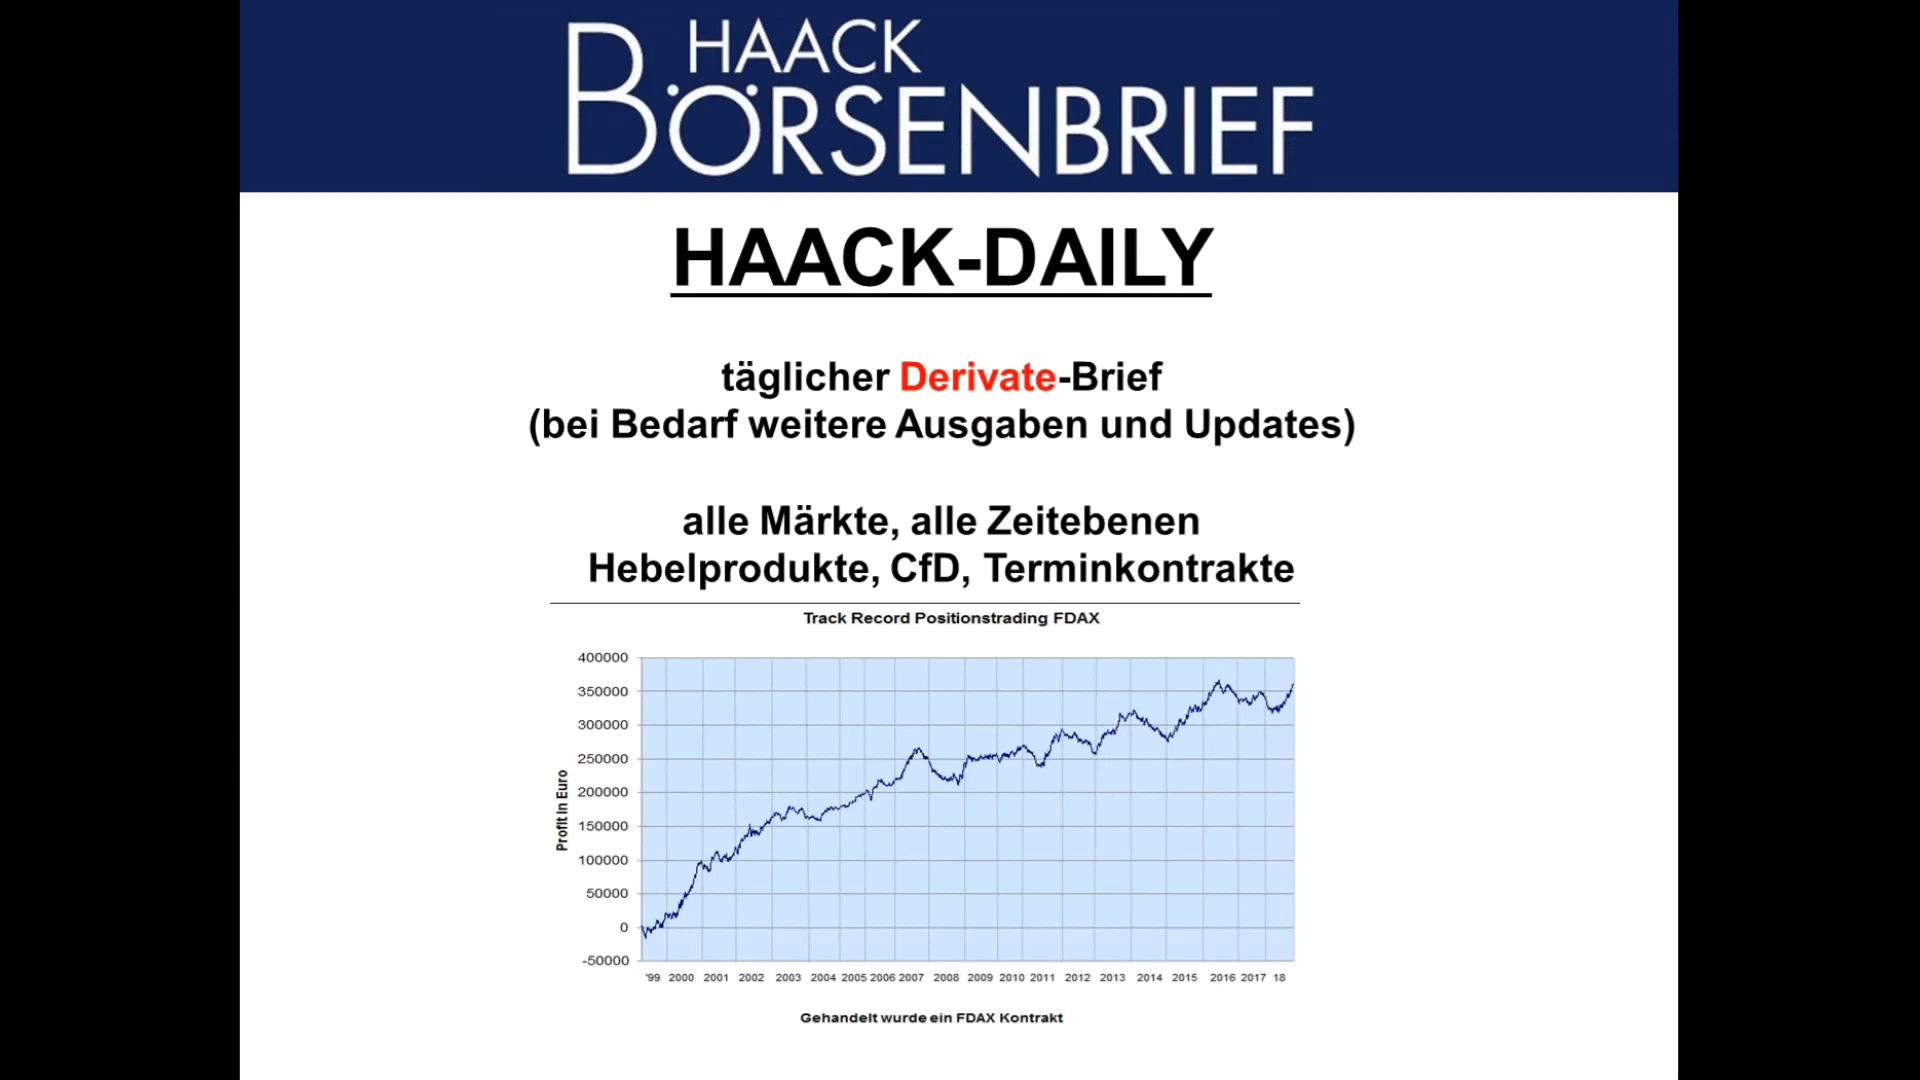 HAACK
BÖRSENBRIEF
HAACK-DAILY
täglicher Derivate-Brief
(bei Bedarf weitere Ausgaben und Updates)
alle Märkte, alle Zeitebenen
Hebelprodukte, CfD, Terminkontrakte
Track Record Positionstrading FDAX
400000
350000
300000
250000
200000
150000
100000
50000
0
-50000
Profit in Euro
'99 2000 2001 2002 2003 2004 2005 2006 2007 2008 2009 2010 2011 2012 2013 2014 2015 2016 2017 18
Gehandelt wurde ein FDAX Kontrakt